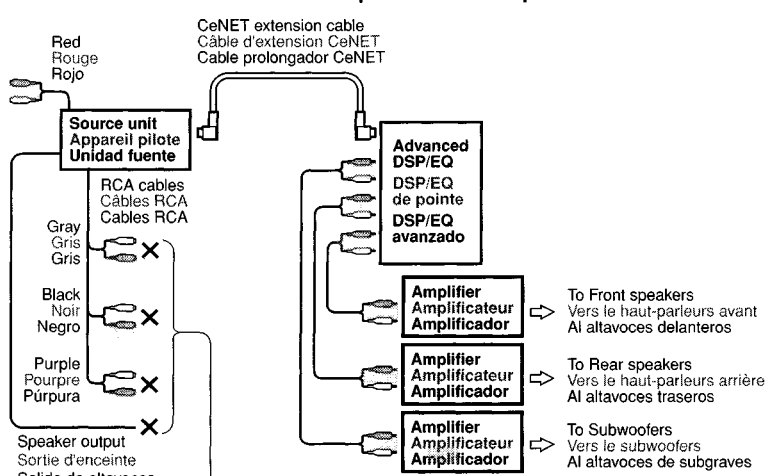 CeNET extension cable
Câble d'extension CeNET
Cable prolongador CeNET
Red
Rouge
Rojo
Source unit
Appareil pilote
Unidad fuente
Advanced
DSP/EQ
DSP/EQ
de pointe
DSP/EQ
avanzado
RCA cables
Câbles RCA
Cables RCA
Gray
Gris
Gris
Black
Noir
Negro
Purple
Pourpre
Púrpura
Amplifier
Amplificateur
Amplificador
To Front speakers
Vers le haut-parleurs avant
Al altavoces delanteros
Amplifier
Amplificateur
Amplificador
To Rear speakers
Vers le haut-parleurs arrière
Al altavoces traseros
Amplifier
Amplificateur
Amplificador
To Subwoofers
Vers le subwoofers
Al altavoces de subgraves
Speaker output
Sortie d'enceinte